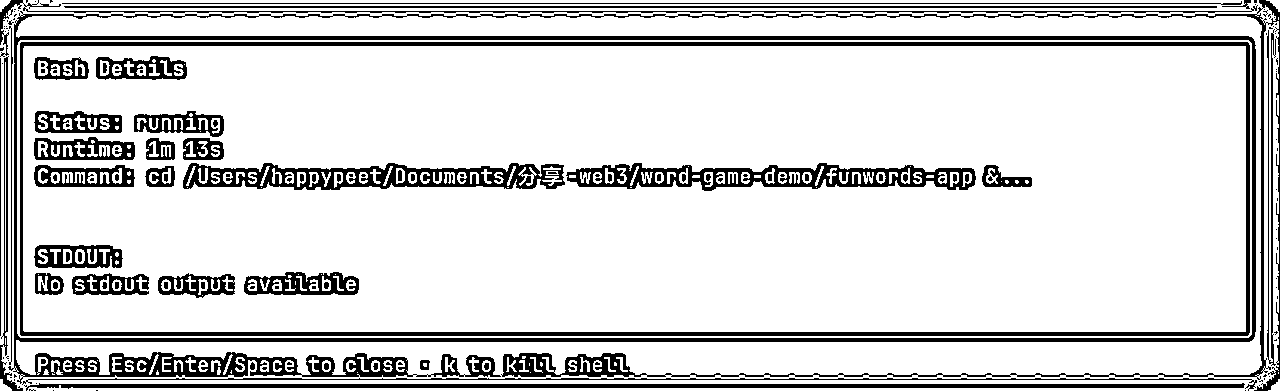 Bash Details
Status: running
Runtime: 1m 13s
Command: cd /Users/happypeet/Documents/分享-web3/word-game-demo/funwords-app &…
STDOUT:
No stdout output available
Press Esc/Enter/Space to close · k to kill shell